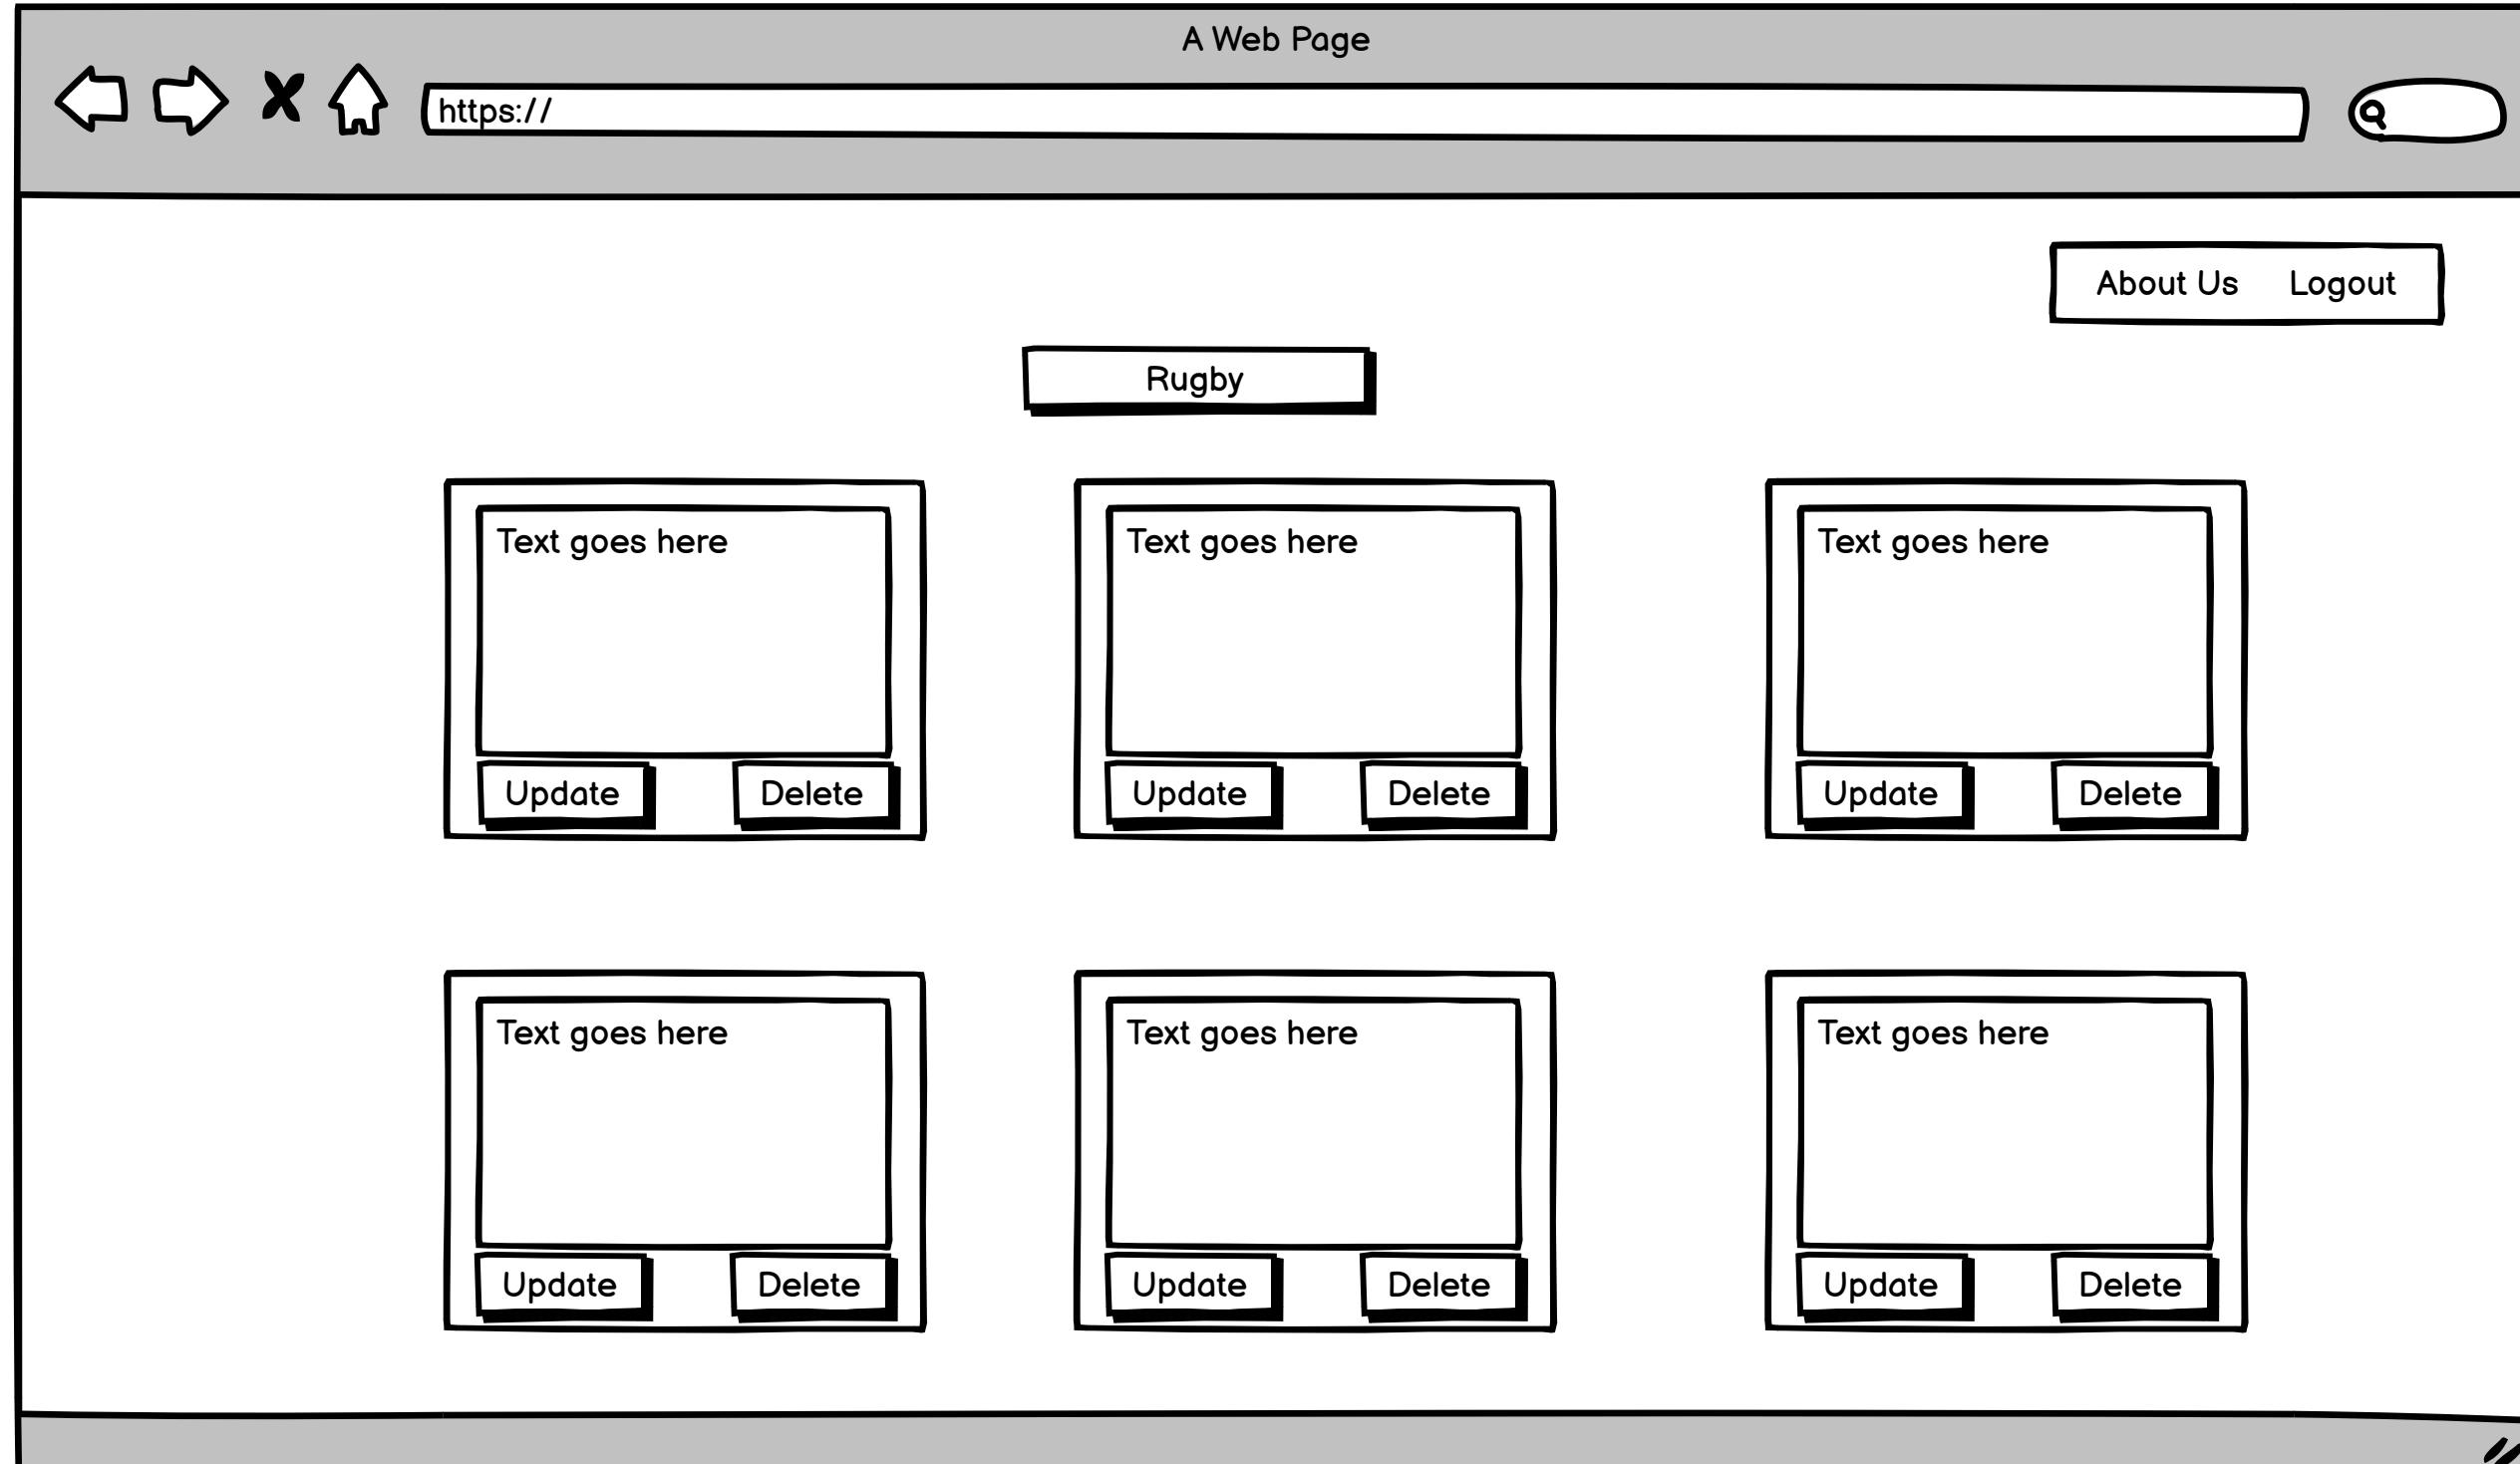 A Web Page
https://
About Us Logout
Rugby
Text goes here Text goes here Text goes here
Update Delete Update Delete Update Delete
Text goes here Text goes here Text goes here
Update Delete Update Delete Update Delete